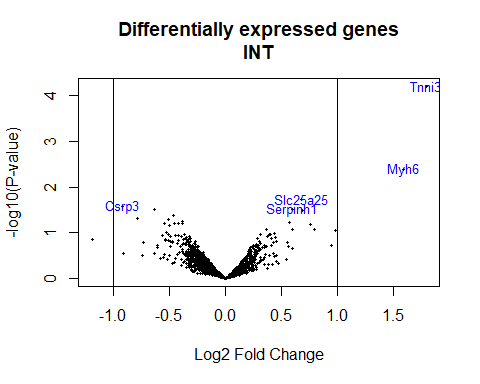 Differentially expressed genes
INT
Tnni3
Myh6
Slc25a25
Csrp3
Serpinh1
-log10(P-value)
4
3
2
1
0
-1.0
-0.5
0.0
0.5
1.0
1.5
Log2 Fold Change